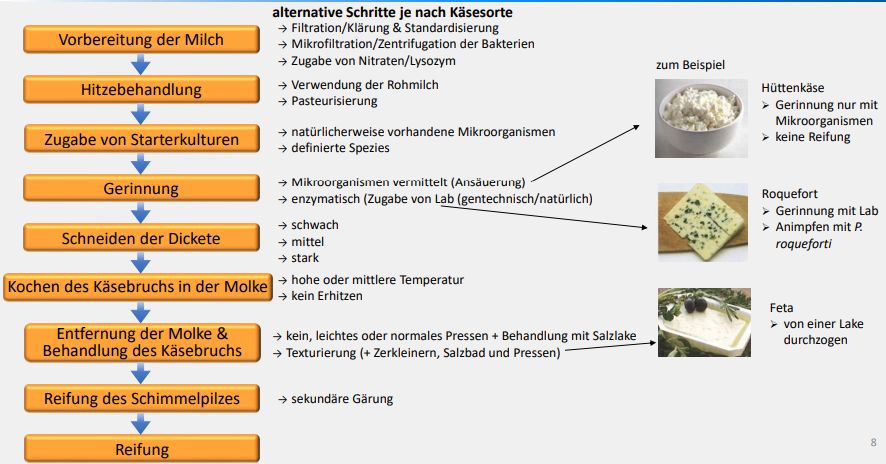 alternative Schritte je nach Käsesorte
Vorbereitung der Milch
→ Filtration/Klärung & Standardisierung
→ Mikrofiltration/Zentrifugation der Bakterien
→ Zugabe von Nitraten/Lysozym
Hitzebehandlung
→ Verwendung der Rohmilch
→ Pasteurisierung
Zugabe von Starterkulturen
→ natürlicherweise vorhandene Mikroorganismen
→ definierte Spezies
Gerinnung
→ Mikroorganismen vermittelt (Ansäuerung)
→ enzymatisch (Zugabe von Lab (gentechnisch/natürlich)
Schneiden der Dickete
→ schwach
→ mittel
→ stark
Kochen des Käsebruchs in der Molke
→ hohe oder mittlere Temperatur
→ kein Erhitzen
Entfernung der Molke &
Behandlung des Käsebruchs
→ kein, leichtes oder normales Pressen + Behandlung mit Salzlake
→ Texturierung (+ Zerkleinern, Salzbad und Pressen)
Reifung des Schimmelpilzes
→ sekundäre Gärung
Reifung
zum Beispiel
Hüttenkäse
➢ Gerinnung nur mit
Mikroorganismen
➢ keine Reifung
Roquefort
➢ Gerinnung mit Lab
➢ Animpfen mit P.
roqueforti
Feta
➢ von einer Lake
durchzogen
8